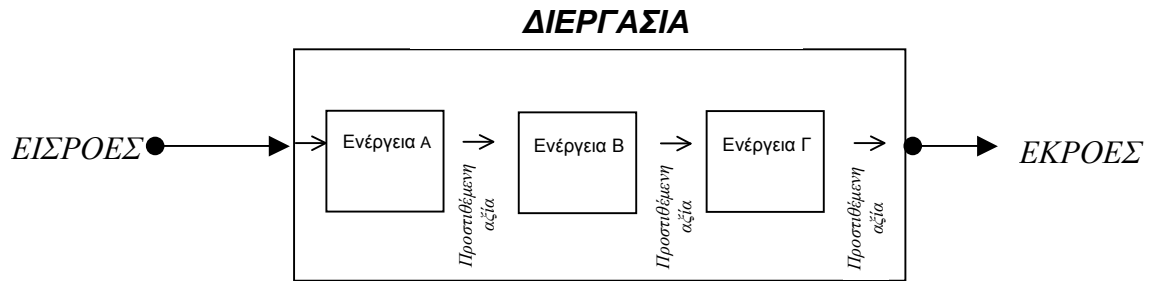 ΔΙΕΡΓΑΣΙΑ
ΕΙΣΡΟΕΣ
Ενέργεια Α
Προστιθέμενη
αξία
Ενέργεια Β
Προστιθέμενη
αξία
Ενέργεια Γ
Προστιθέμενη
αξία
ΕΚΡΟΕΣ